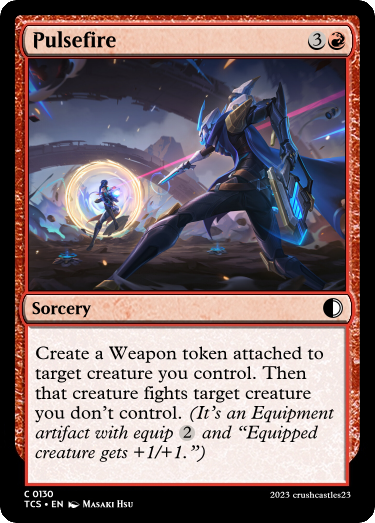 Pulsefire 3
Sorcery
Create a Weapon token attached to
target creature you control. Then
that creature fights target creature
you don't control. (It's an Equipment
artifact with equip 2 and “Equipped
creature gets +1/+1.”)
C 0130
TCS • EN Masaki Hsu
2023 crushcastles23